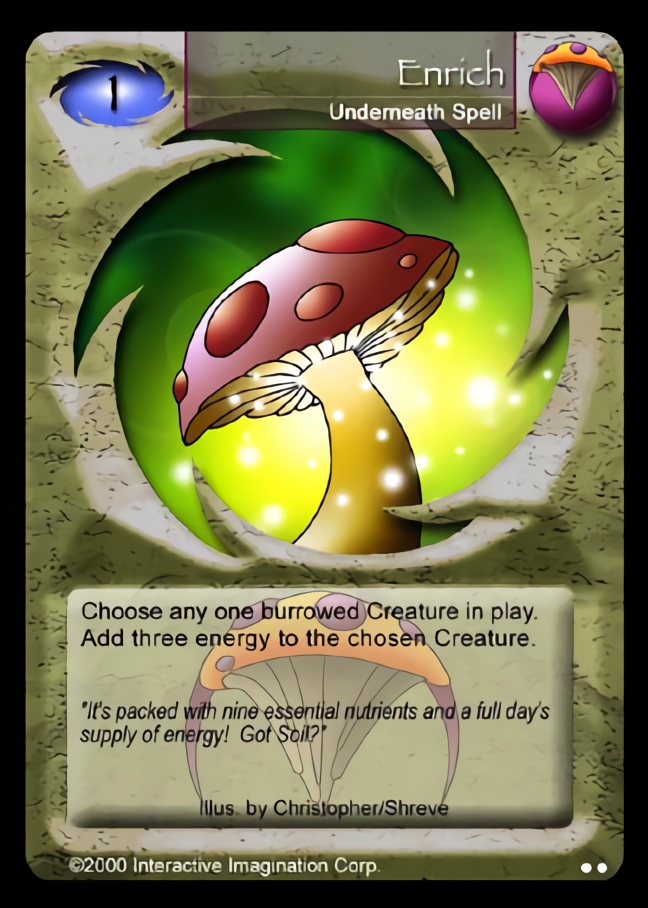 1
Enrich
Underneath Spell
Choose any one burrowed Creature in play.
Add three energy to the chosen Creature.
"It's packed with nine essential nutrients and a full day's
supply of energy!  Got Soil?"
Illus. by Christopher/Shreve
©2000 Interactive Imagination Corp.